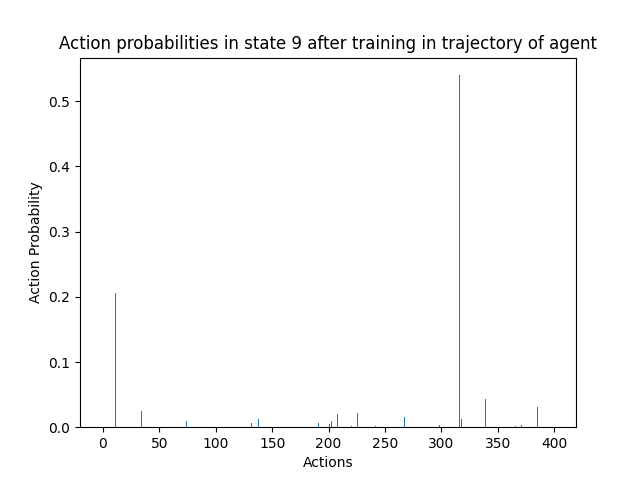 Action probabilities in state 9 after training in trajectory of agent
0.5
0.4
0.3
0.2
0.1
0.0
Action Probability
0 50 100 150 200 250 300 350 400
Actions